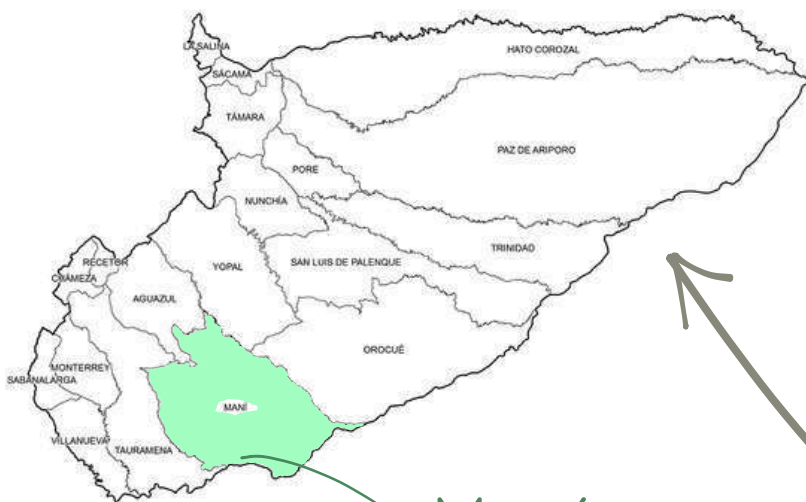 LA SALINA
HATO COROZAL
SÁCAMA
TÁMARA
PAZ DE ARIPORO
PORE
NUNCHÍA
TRINIDAD
RECETOR
YOPAL
SAN LUIS DE PALENQUE
CHÁMEZA
AGUAZUL
OROCUÉ
MONTERREY
SABANALARGA
MANÍ
VILLANUEVA
TAURAMENA